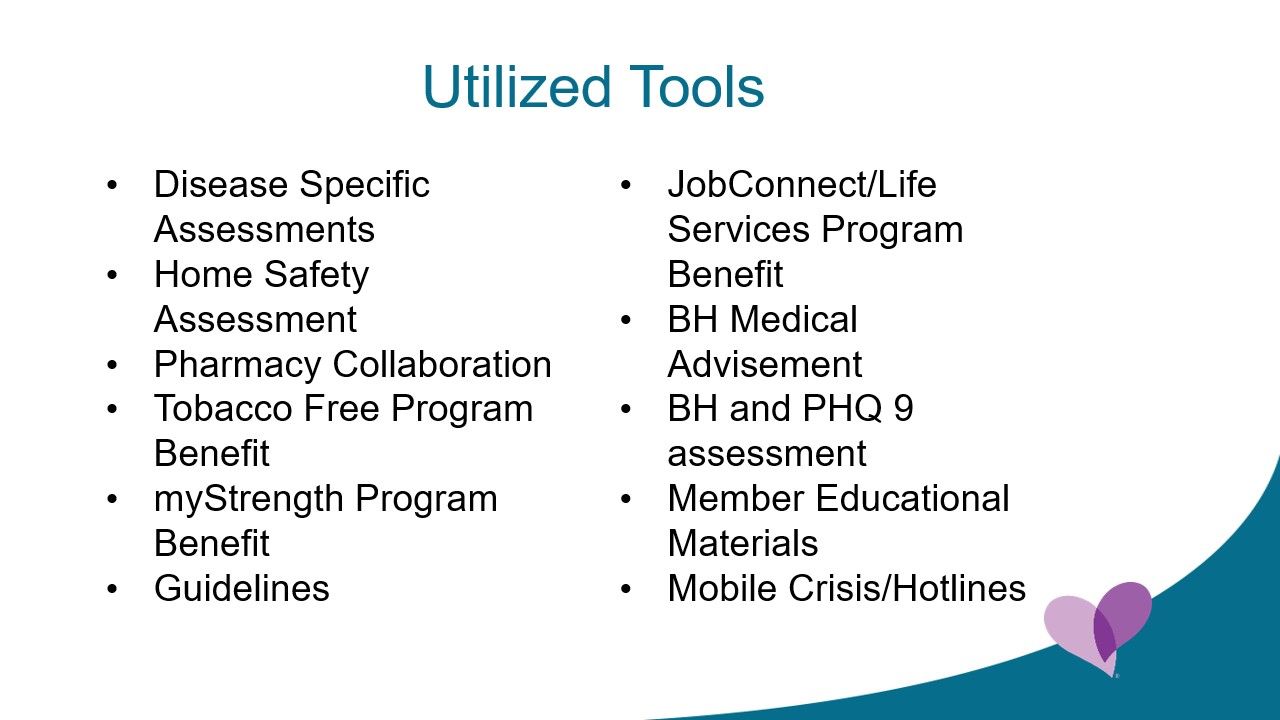 Utilized Tools
• Disease Specific
Assessments
• Home Safety
Assessment
• Pharmacy Collaboration
• Tobacco Free Program
Benefit
• myStrength Program
Benefit
• Guidelines
• JobConnect/Life
Services Program
Benefit
• BH Medical
Advisement
• BH and PHQ 9
assessment
• Member Educational
Materials
• Mobile Crisis/Hotlines